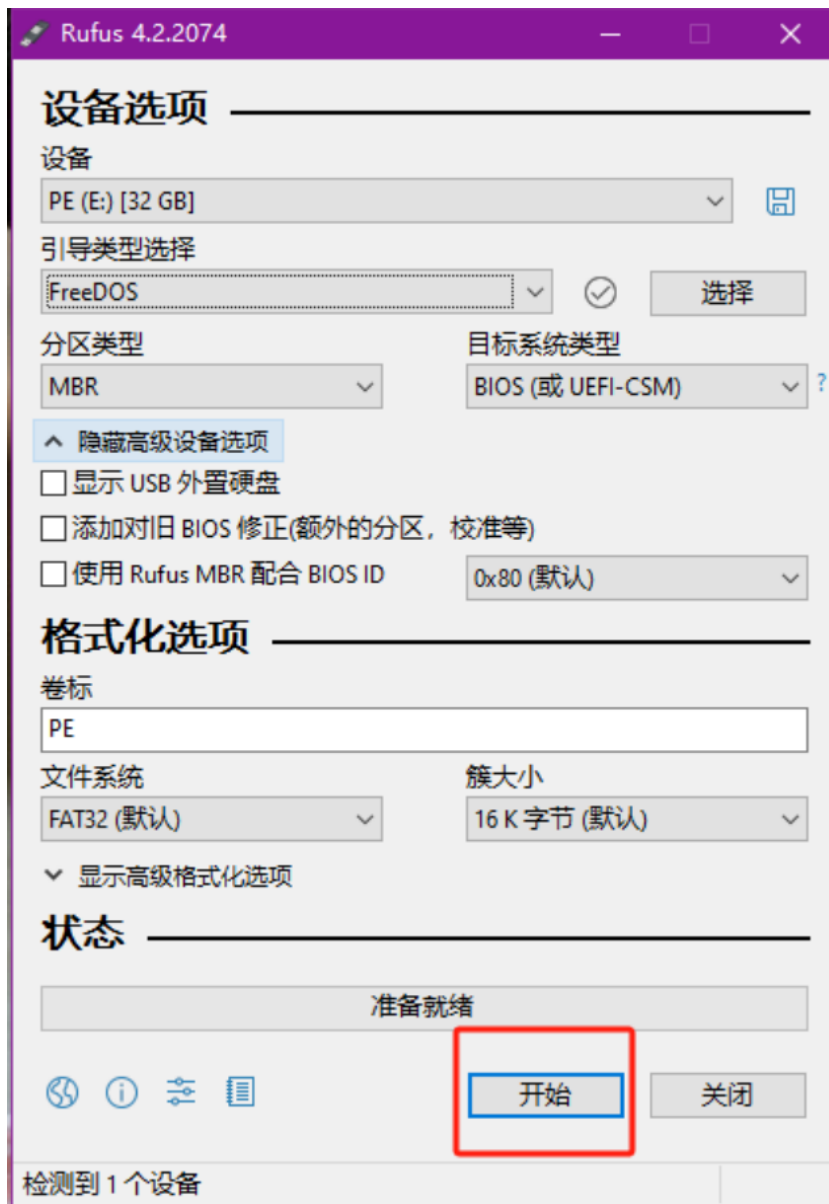 Rufus 4.2.2074
设备选项
设备
PE (E:) [32 GB]
引导类型选择
FreeDOS
选择
分区类型
目标系统类型
MBR
BIOS (或 UEFI-CSM)
?
隐藏高级设备选项
显示 USB 外置硬盘
添加对旧 BIOS 修正(额外的分区，校准等)
使用 Rufus MBR 配合 BIOS ID
0x80 (默认)
格式化选项
卷标
PE
文件系统
簇大小
FAT32 (默认)
16 K 字节 (默认)
显示高级格式化选项
状态
准备就绪
开始
关闭
检测到 1 个设备